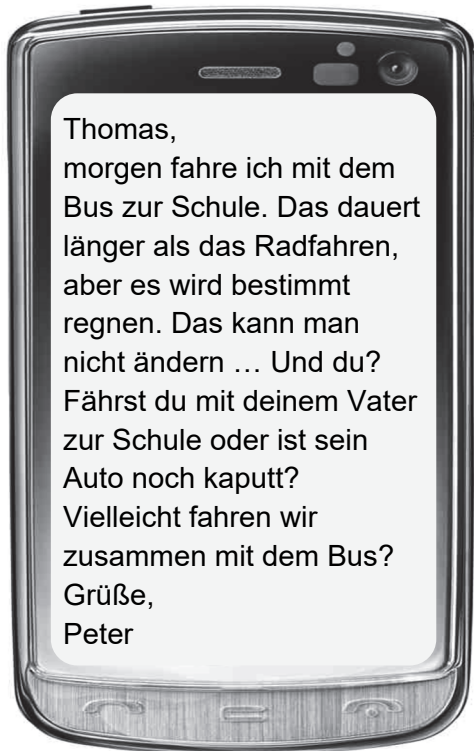 Thomas,
morgen fahre ich mit dem
Bus zur Schule. Das dauert
länger als das Radfahren,
aber es wird bestimmt
regnen. Das kann man
nicht ändern … Und du?
Fährst du mit deinem Vater
zur Schule oder ist sein
Auto noch kaputt?
Vielleicht fahren wir
zusammen mit dem Bus?
Grüße,
Peter